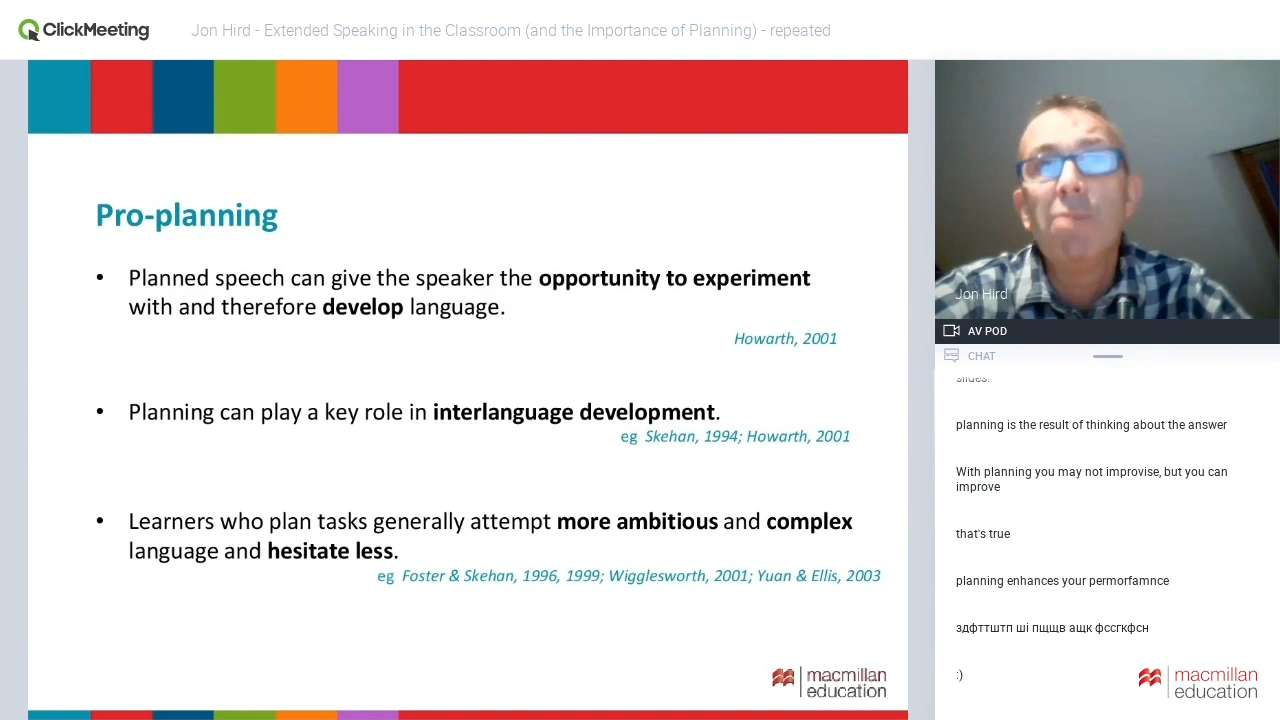 ClickMeeting
Jon Hird - Extended Speaking in the Classroom (and the Importance of Planning) - repeated
Pro-planning
• Planned speech can give the speaker the opportunity to experiment
with and therefore develop language.
Howarth, 2001
• Planning can play a key role in interlanguage development.
eg Skehan, 1994; Howarth, 2001
• Learners who plan tasks generally attempt more ambitious and complex
language and hesitate less.
eg Foster & Skehan, 1996, 1999; Wigglesworth, 2001; Yuan & Ellis, 2003
macmillan
education
Jon Hird
AV POD
CHAT
slides.
planning is the result of thinking about the answer
With planning you may not improvise, but you can
improve
that's true
planning enhances your permorfamnce
здфттштп ші пщщв ащк фссгкфсн
:)
macmillan
education